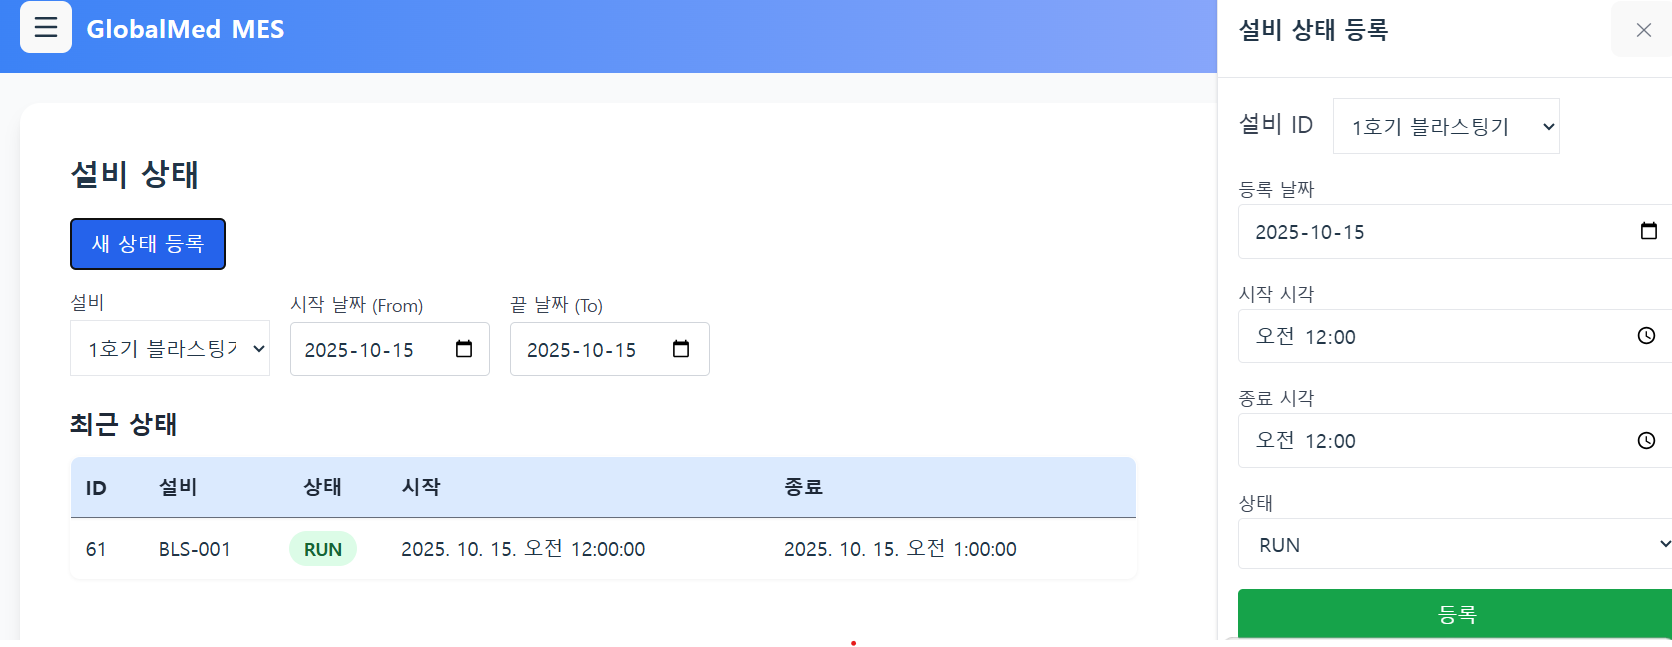 GlobalMed MES
설비 상태
새 상태 등록
설비
시작 날짜 (From)
끝 날짜 (To)
1호기 블라스팅기
2025-10-15
2025-10-15
최근 상태
ID 설비 상태 시작 종료
61 BLS-001 RUN 2025. 10. 15. 오전 12:00:00 2025. 10. 15. 오전 1:00:00
설비 상태 등록
설비 ID 1호기 블라스팅기
등록 날짜
2025-10-15
시작 시각
오전 12:00
종료 시각
오전 12:00
상태
RUN
등록